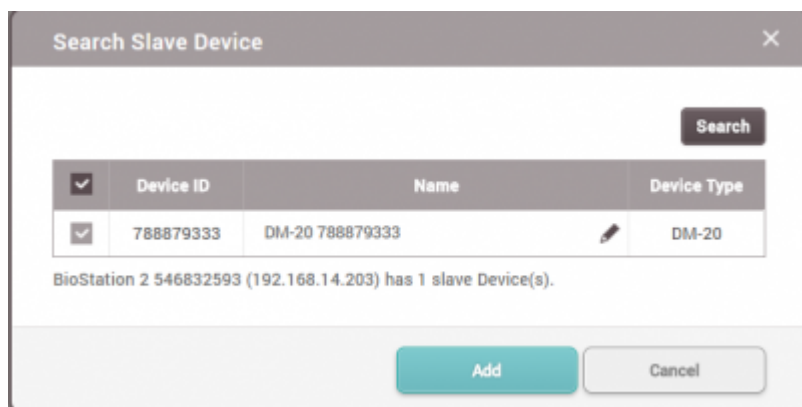 Search Slave Device
Search
Device ID Name Device Type
788879333 DM-20 788879333 DM-20
BioStation 2 546832593 (192.168.14.203) has 1 slave Device(s).
Add Cancel